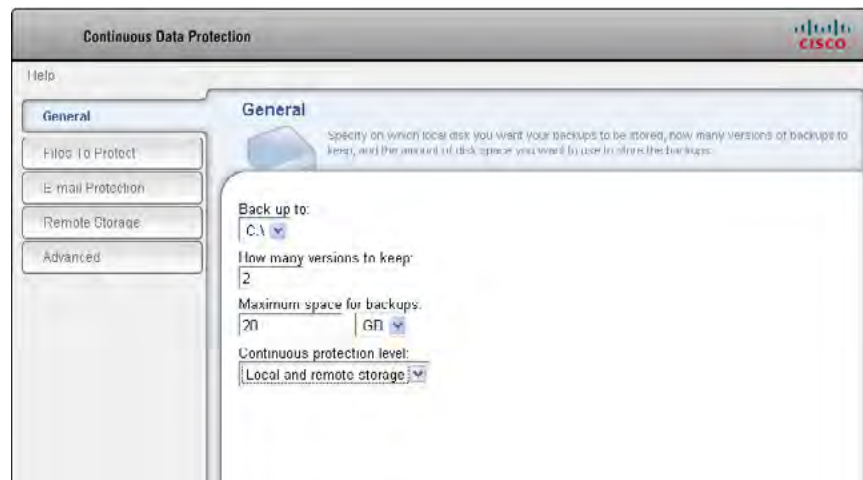 Continuous Data Protection
CISCO
Help
General
Files To Protect
E-mail Protection
Remote Storage
Advanced
General
Specify on which local disk you want your backups to be stored, how many versions of backups to
keep, and the amount of disk space you want to use to store the backups.
Back up to:
C:\
How many versions to keep:
2
Maximum space for backups:
20 GB
Continuous protection level:
Local and remote storage